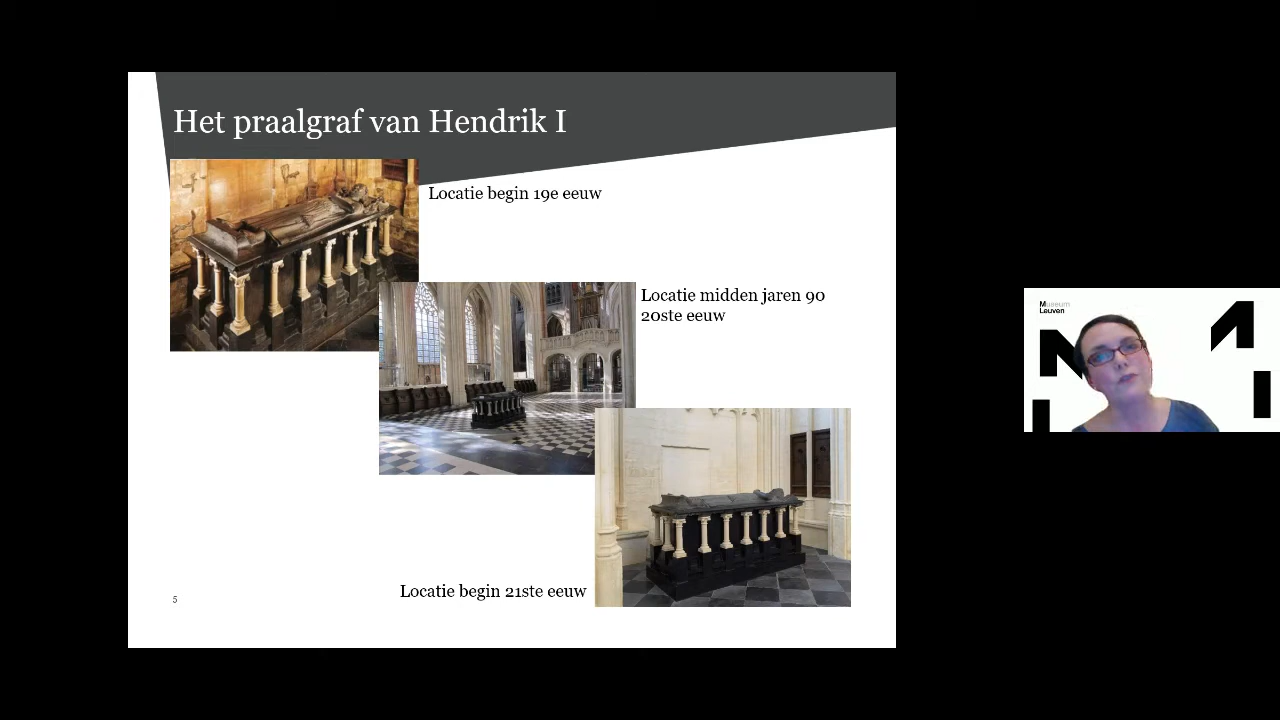 Het praalgraf van Hendrik I
Locatie begin 19e eeuw
Locatie midden jaren 90
20ste eeuw
Locatie begin 21ste eeuw
5
Museum
Leuven